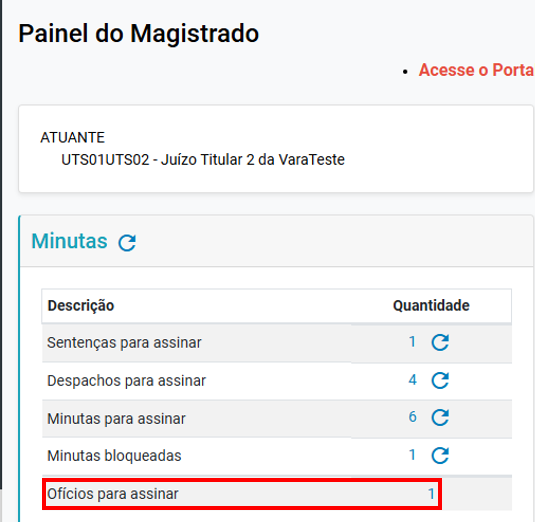 Painel do Magistrado
• Acesse o Porta
ATUANTE
UTS01UTS02 - Juízo Titular 2 da VaraTeste
Minutas
Descrição Quantidade
Sentenças para assinar 1
Despachos para assinar 4
Minutas para assinar 6
Minutas bloqueadas 1
Ofícios para assinar 1